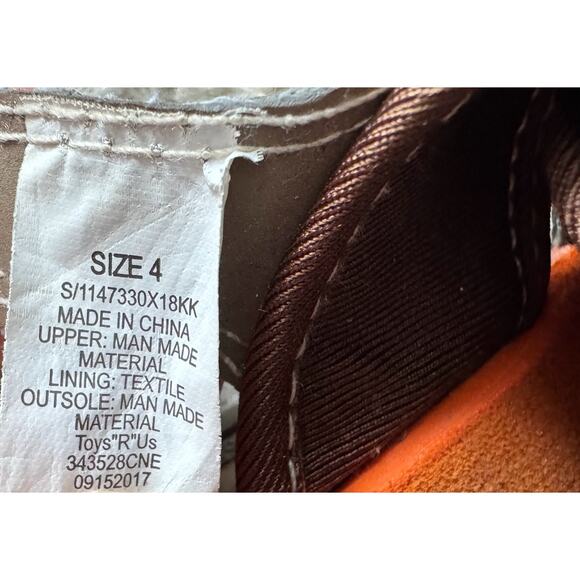 SIZE 4
S/1147330X18KK
MADE IN CHINA
UPPER: MAN MADE
MATERIAL
LINING: TEXTILE
OUTSOLE: MAN MADE
MATERIAL
Toys"R"Us
343528CNE
09152017